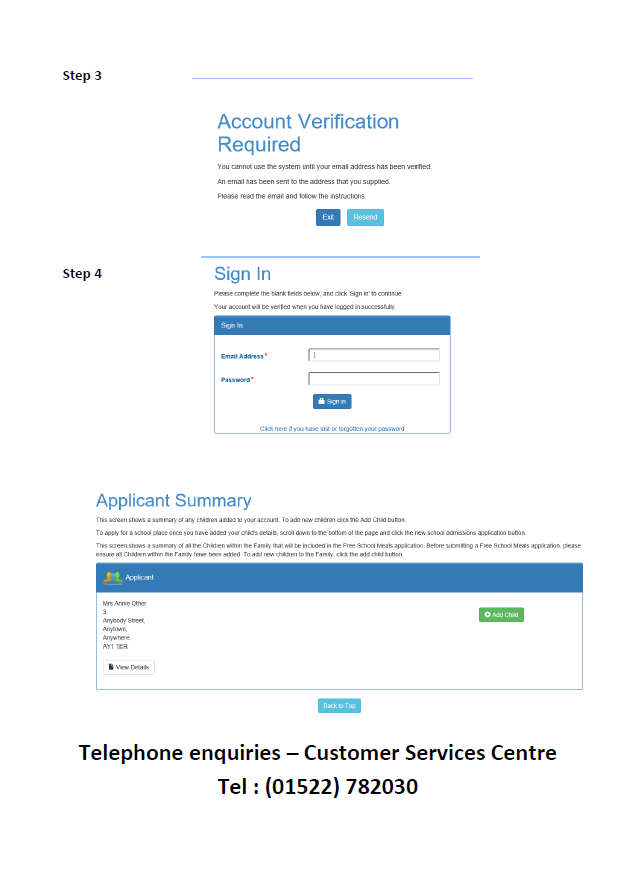 Step 3
Account Verification
Required
You cannot use the system until your email address has been verified.
An email has been sent to the address that you supplied.
Please read the email and follow the instructions.
Exit
Resend
Step 4
Sign In
Please complete the blank fields below, and click 'Sign in' to continue.
Your account will be verified when you have logged in successfully.
Sign In
Email Address*
Password*
Sign in
Click here if you have lost or forgotten your password
Applicant Summary
This screen shows a summary of any children added to your account. To add new children click the Add Child button.
To apply for a school place once you have added your child's details, scroll down to the bottom of the page and click the new school admissions application button.
This screen shows a summary of all the Children within the Family that will be included in the Free School Meals application. Before submitting a Free School Meals application, please
ensure all Children within the Family have been added. To add new children to the Family, click the add child button.
Applicant
Mrs Annie Other
3,
Anybody Street,
Anytown,
Anywhere,
AY1 1ER
Add Child
View Details
Back to Top
Telephone enquiries – Customer Services Centre
Tel : (01522) 782030